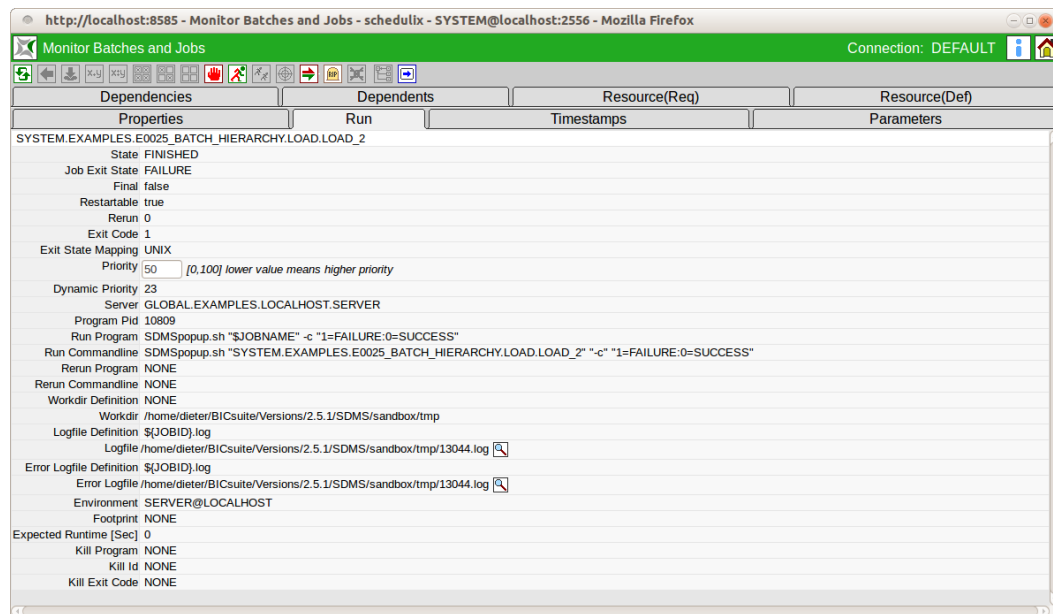 http://localhost:8585 - Monitor Batches and Jobs - schedulix - SYSTEM@localhost:2556 - Mozilla Firefox
Monitor Batches and Jobs Connection: DEFAULT
Dependencies Dependents Resource(Req) Resource(Def)
Properties Run Timestamps Parameters
SYSTEM.EXAMPLES.E0025_BATCH_HIERARCHY.LOAD.LOAD_2
State FINISHED
Job Exit State FAILURE
Final false
Restartable true
Rerun 0
Exit Code 1
Exit State Mapping UNIX
Priority 50 [0,100] lower value means higher priority
Dynamic Priority 23
Server GLOBAL.EXAMPLES.LOCALHOST.SERVER
Program Pid 10809
Run Program SDMSpopup.sh "$JOBNAME" -c "1=FAILURE:0=SUCCESS"
Run Commandline SDMSpopup.sh "SYSTEM.EXAMPLES.E0025_BATCH_HIERARCHY.LOAD.LOAD_2" "-c" "1=FAILURE:0=SUCCESS"
Rerun Program NONE
Rerun Commandline NONE
Workdir Definition NONE
Workdir /home/dieter/BICsuite/Versions/2.5.1/SDMS/sandbox/tmp
Logfile Definition ${JOBID}.log
Logfile /home/dieter/BICsuite/Versions/2.5.1/SDMS/sandbox/tmp/13044.log
Error Logfile Definition ${JOBID}.log
Error Logfile /home/dieter/BICsuite/Versions/2.5.1/SDMS/sandbox/tmp/13044.log
Environment SERVER@LOCALHOST
Footprint NONE
Expected Runtime [Sec] 0
Kill Program NONE
Kill Id NONE
Kill Exit Code NONE